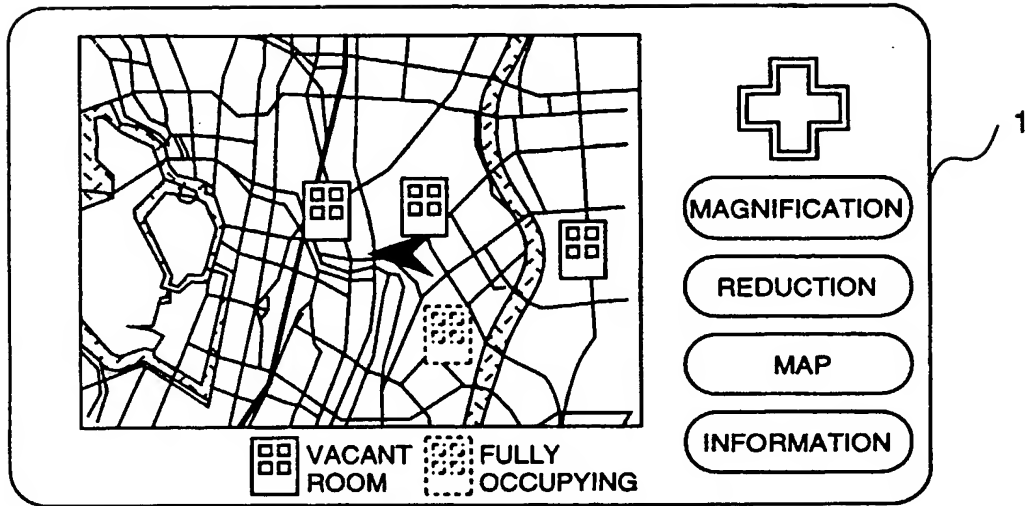 1
MAGNIFICATION
REDUCTION
MAP
INFORMATION
VACANT
ROOM
FULLY
OCCUPYING